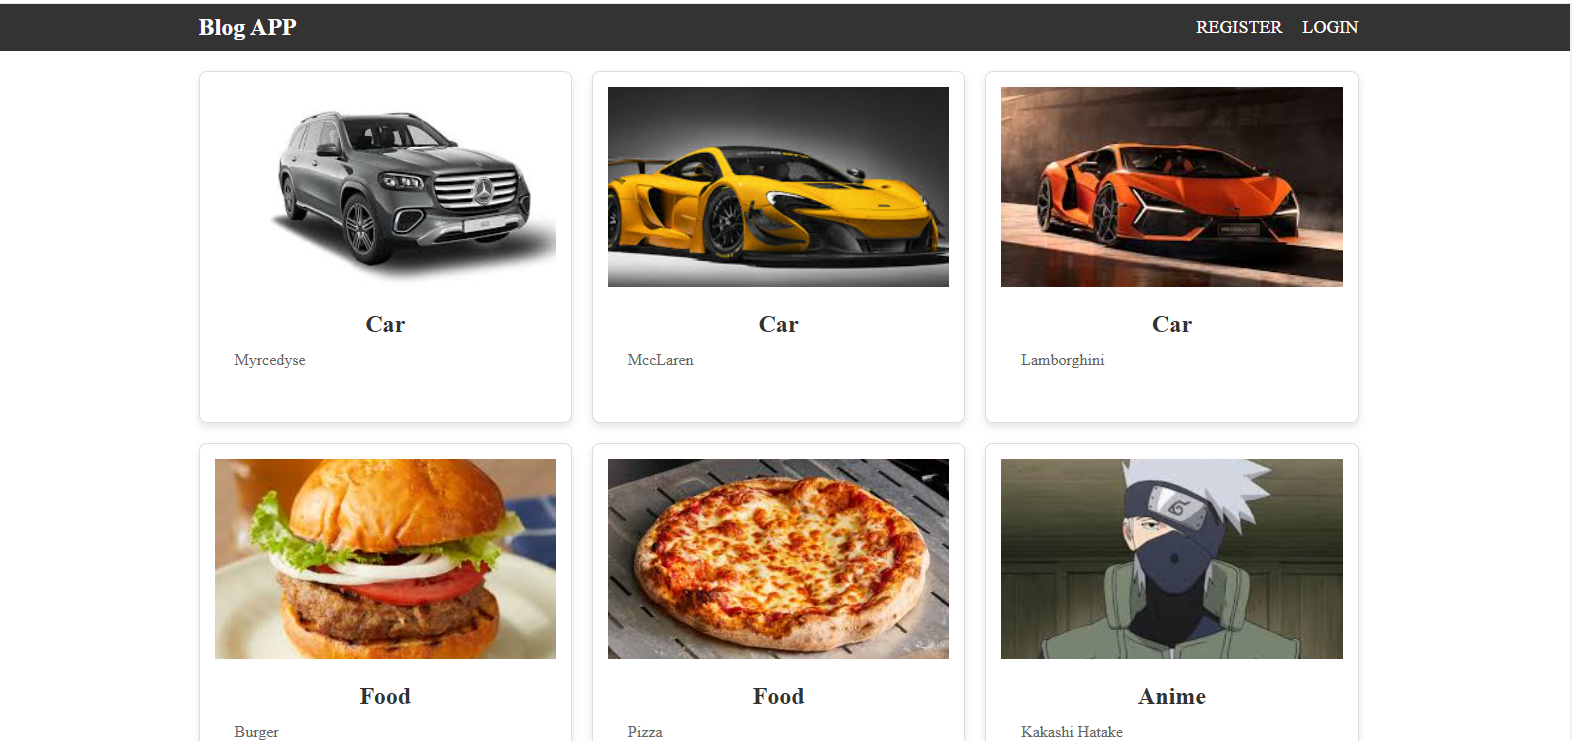 Blog APP
REGISTER LOGIN
Car
Myrcedyse
Car
MccLaren
Car
Lamborghini
Food
Burger
Food
Pizza
Anime
Kakashi Hatake